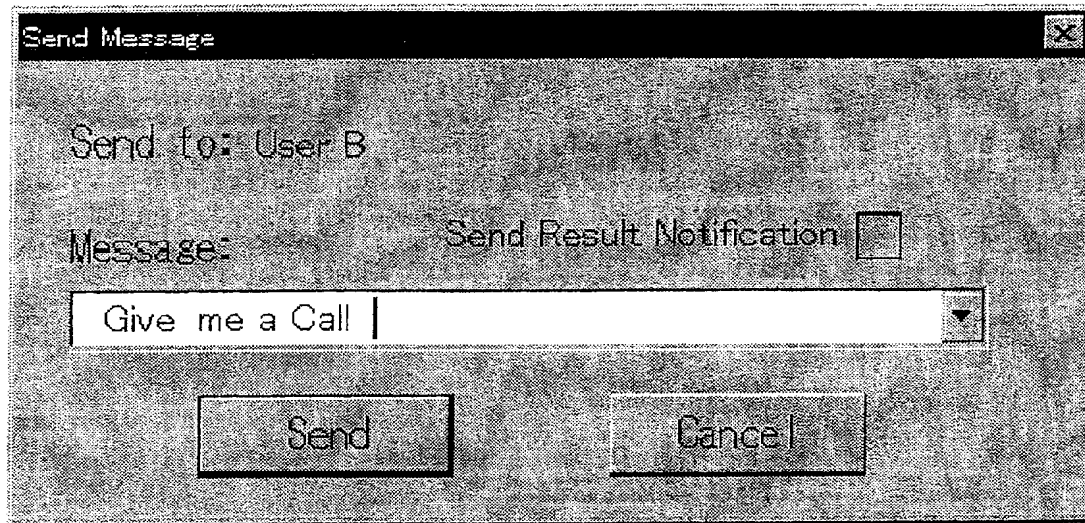 Send Message
Send to: User B
Message:
Send Result Notification
Give me a Call
Send
Cancel